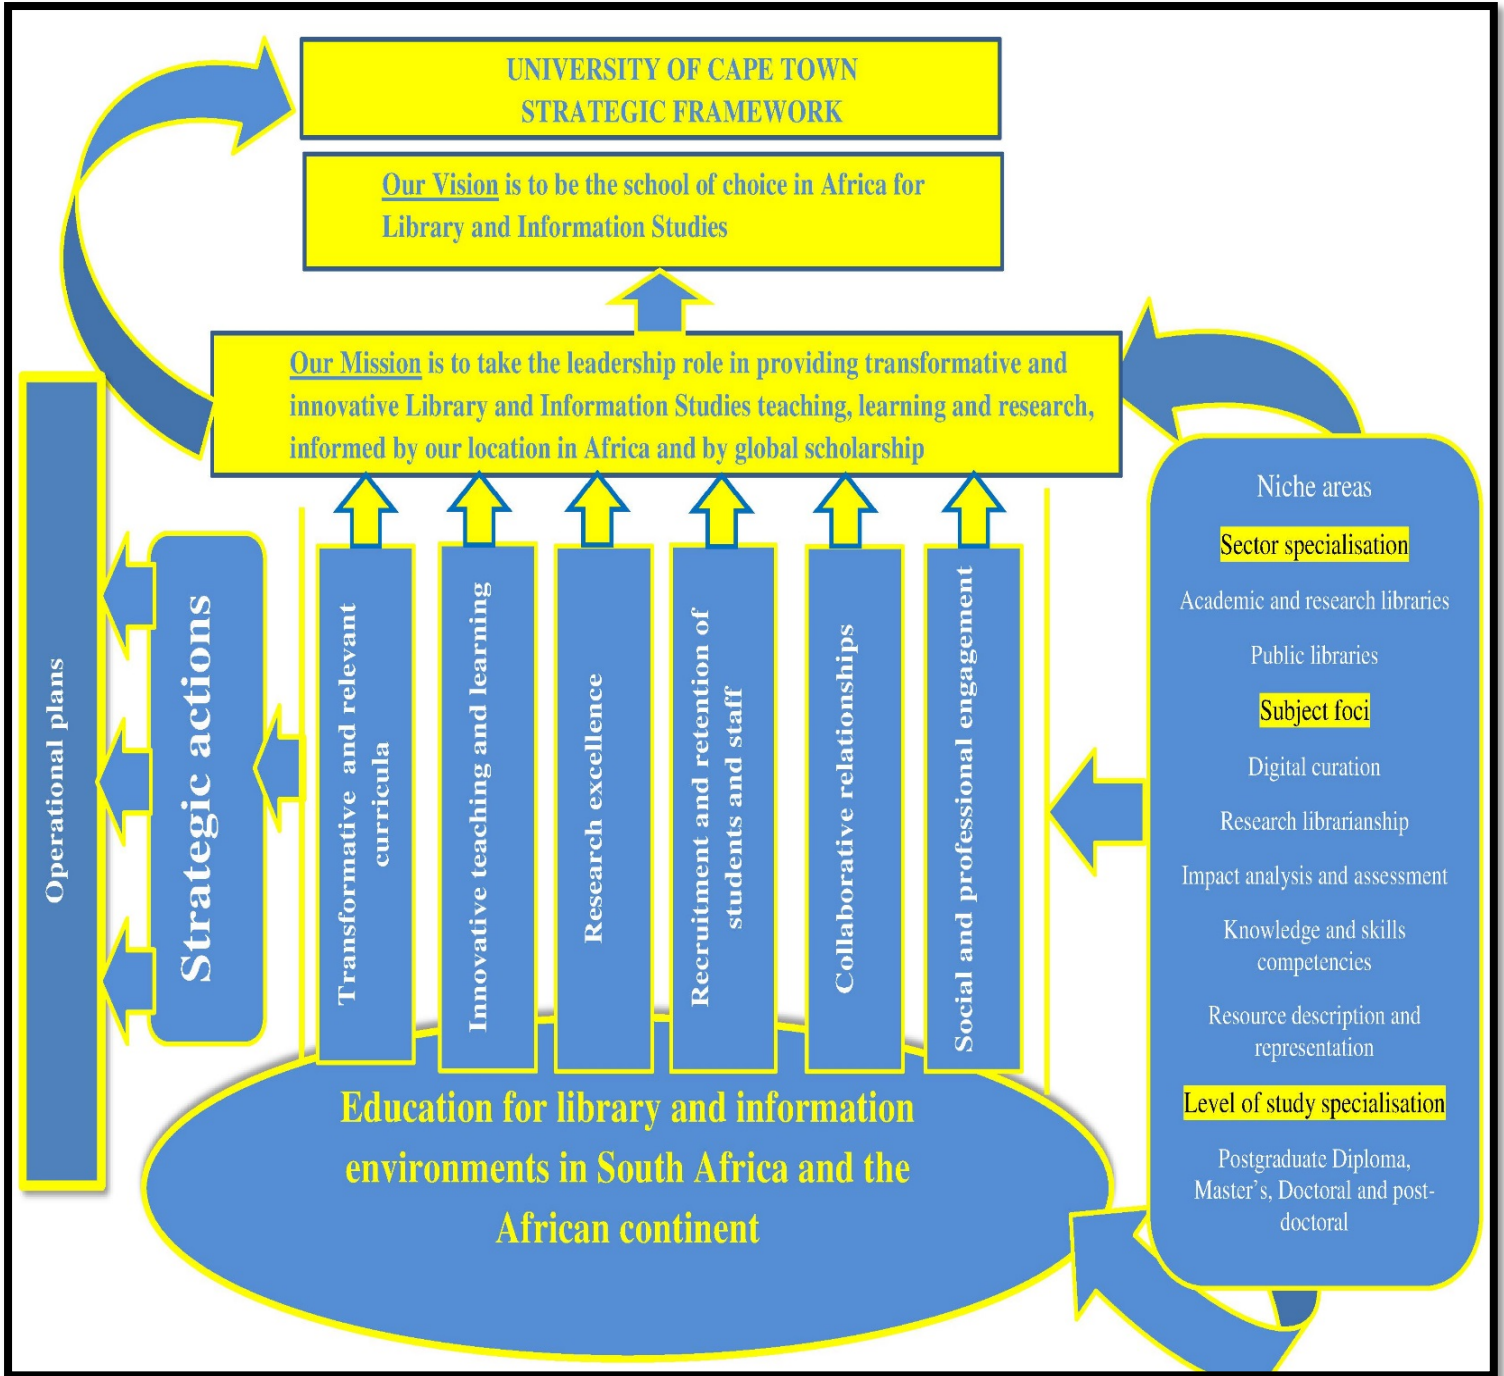 UNIVERSITY OF CAPE TOWN
STRATEGIC FRAMEWORK
Our Vision is to be the school of choice in Africa for
Library and Information Studies
Our Mission is to take the leadership role in providing transformative and
innovative Library and Information Studies teaching, learning and research,
informed by our location in Africa and by global scholarship
Operational plans
Strategic actions
Transformative and relevant
curricula
Innovative teaching and learning
Research excellence
Recruitment and retention of
students and staff
Collaborative relationships
Social and professional engagement
Education for library and information
environments in South Africa and the
African continent
Niche areas
Sector specialisation
Academic and research libraries
Public libraries
Subject foci
Digital curation
Research librarianship
Impact analysis and assessment
Knowledge and skills
competencies
Resource description and
representation
Level of study specialisation
Postgraduate Diploma,
Master's, Doctoral and post-
doctoral